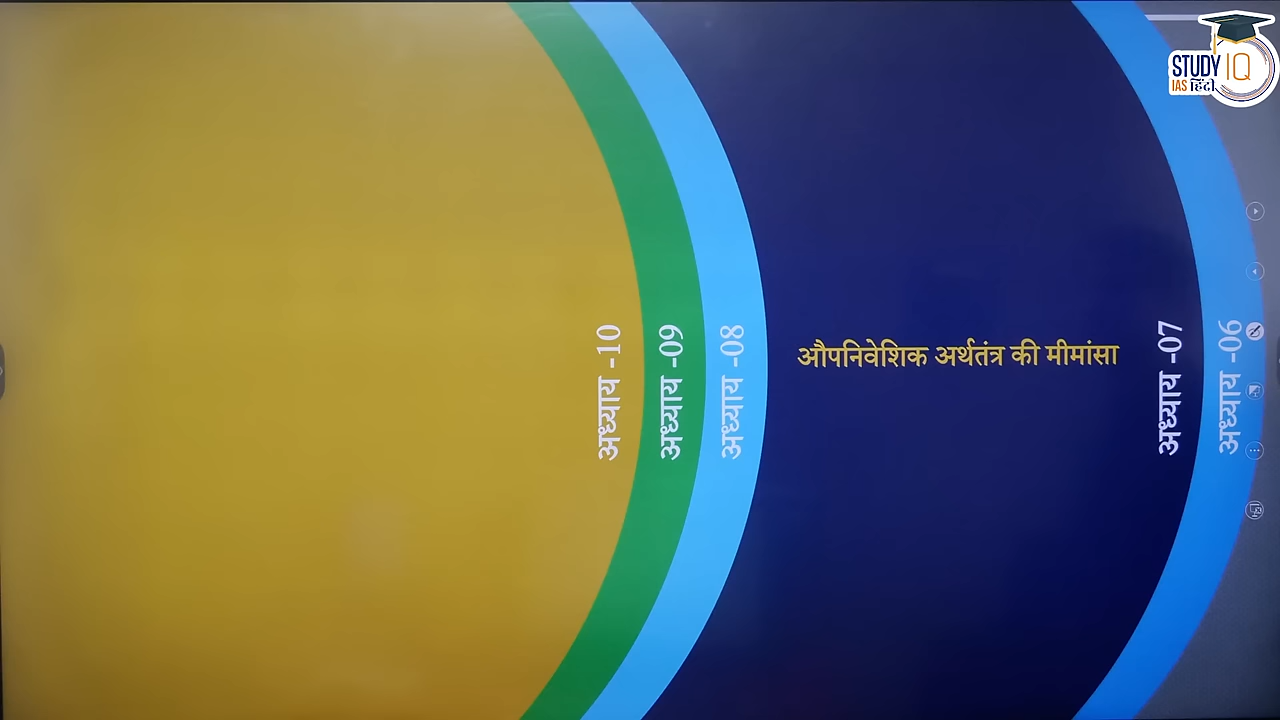 STUDY IQ
IAS हिंदी
अध्याय -10
अध्याय -09
अध्याय -08
औपनिवेशिक अर्थतंत्र की मीमांसा
अध्याय -07
अध्याय -06